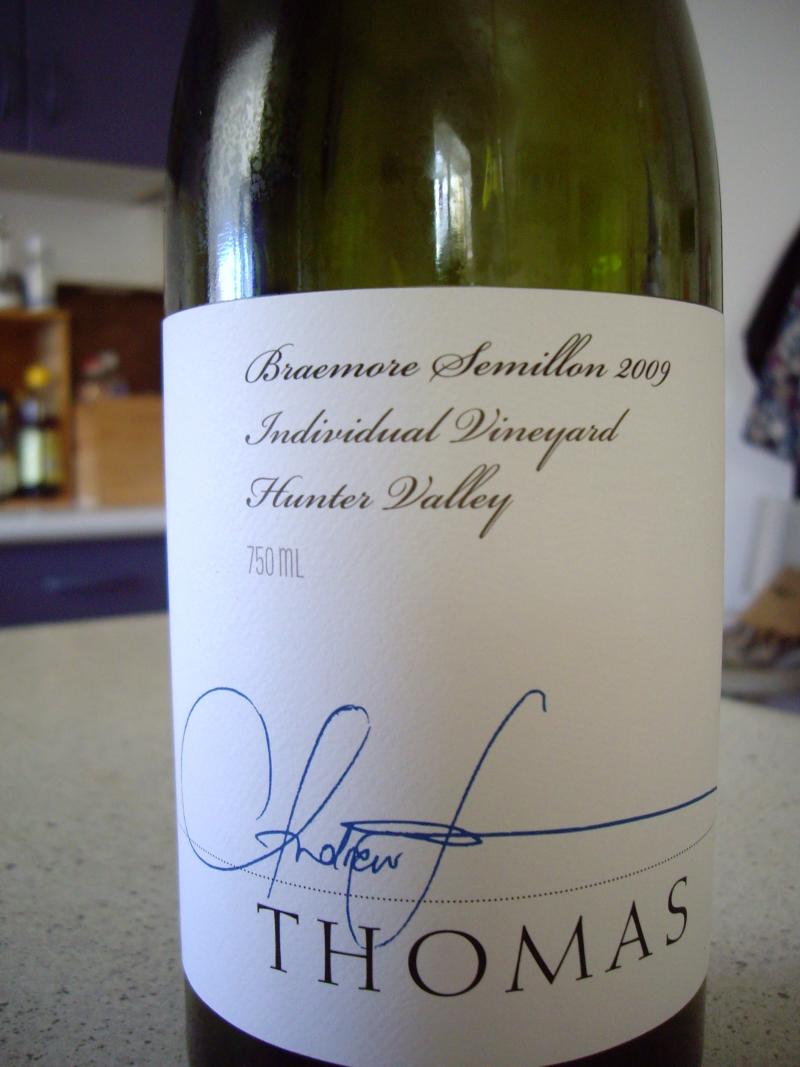 Braemore Semillon 2009
Individual Vineyard
Hunter Valley
750 mL
Andrew
THOMAS